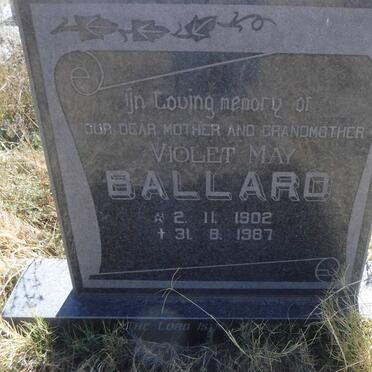 In Loving memory of
OUR DEAR MOTHER AND GRANDMOTHER
VIOLET MAY
BALLARD
☆ 2. 11. 1902
✝ 31. 8. 1987
THE LORD IS